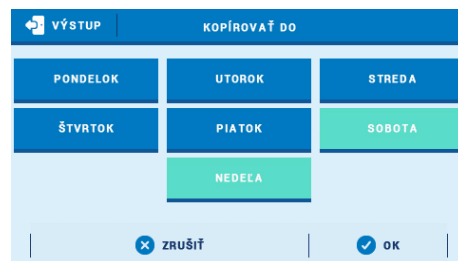 VÝSTUP KOPÍROVAŤ DO
PONDELOK UTOROK STREDA
ŠTVRTOK PIATOK SOBOTA
NEDEĽA
ZRUŠIŤ OK